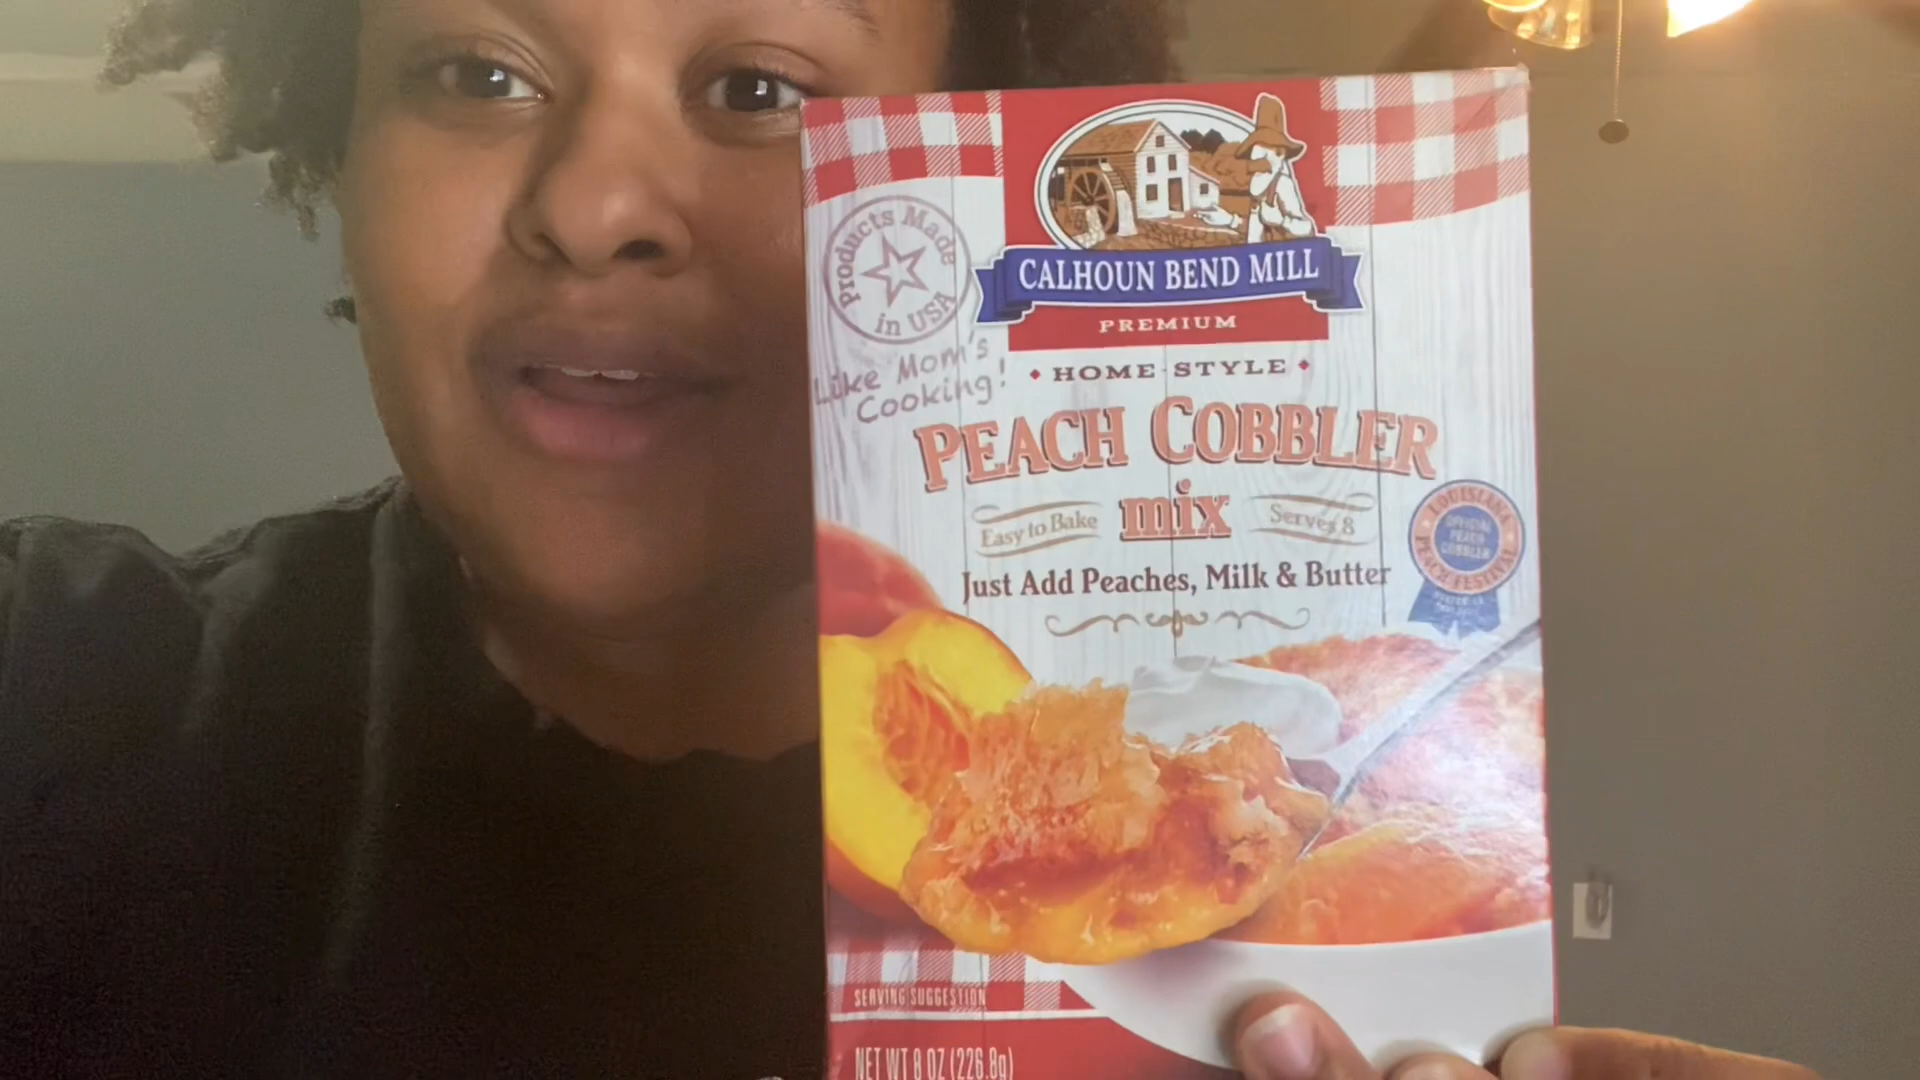 Products Made
in USA
CALHOUN BEND MILL
PREMIUM
Like Mom's
Cooking!
HOME-STYLE
PEACH COBBLER
Easy to Bake
mix
Serves 8
Just Add Peaches, Milk & Butter
LOUISIANA
OFFICIAL
PEACH
COBBLER
PEACH FESTIVAL
SERVING SUGGESTION
NET WT 8 OZ (226.8g)